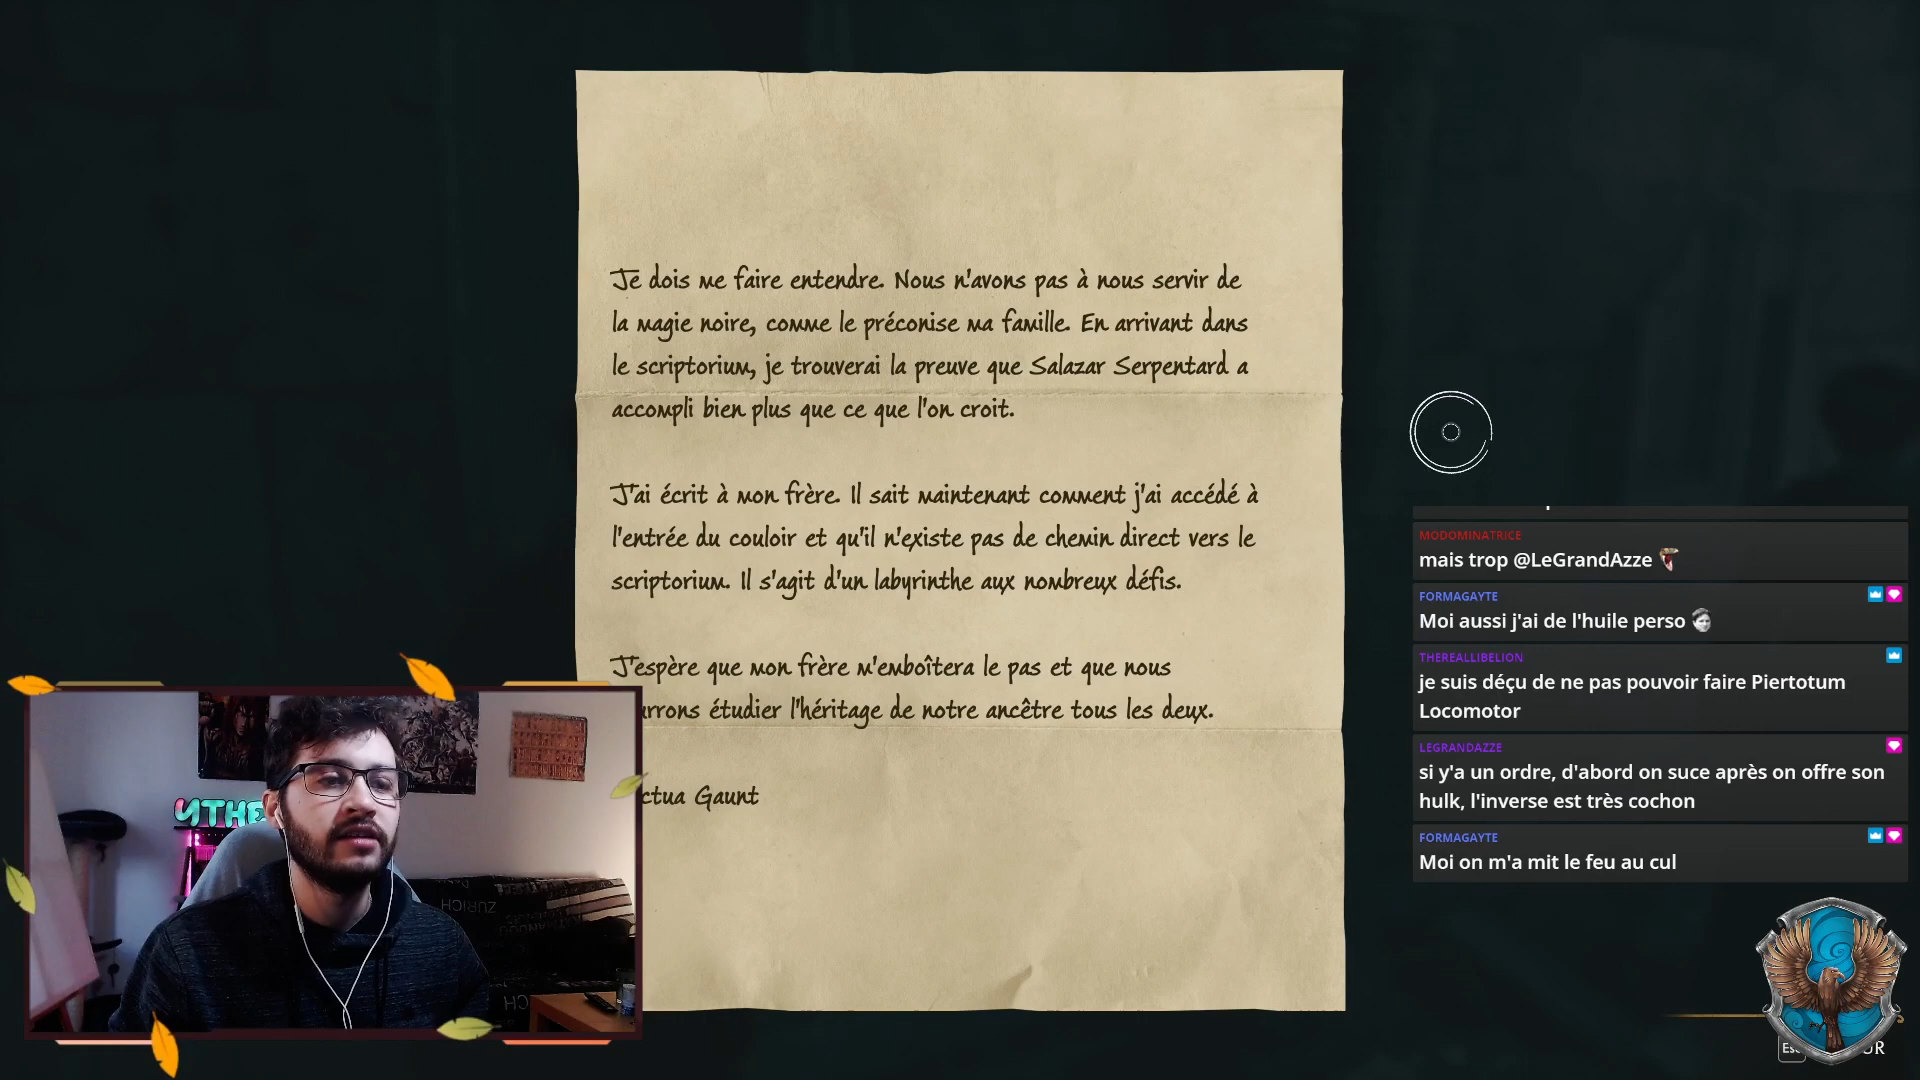 Je dois me faire entendre. Nous n'avons pas à nous servir de
la magie noire, comme le préconise ma famille. En arrivant dans
le scriptorium, je trouverai la preuve que Salazar Serpentard a
accompli bien plus que ce que l'on croit.
J'ai écrit à mon frère. Il sait maintenant comment j'ai accédé à
l'entrée du couloir et qu'il n'existe pas de chemin direct vers le
scriptorium. Il s'agit d'un labyrinthe aux nombreux défis.
J'espère que mon frère m'emboîtera le pas et que nous
étudier l'héritage de notre ancêtre tous les deux.
Gaunt
MODOMINATRICE
mais trop @LeGrandAzze
FORMAGAYTE
Moi aussi j'ai de l'huile perso
THEREALLIBELION
je suis déçu de ne pas pouvoir faire Piertotum
Locomotor
LEGRANDAZZE
si y'a un ordre, d'abord on suce après on offre son
hulk, l'inverse est très cochon
FORMAGAYTE
Moi on m'a mit le feu au cul
ZURICH